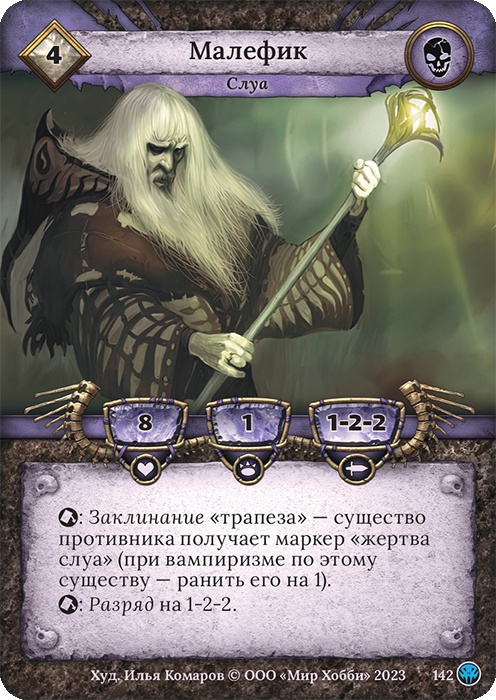 4
Малефик
Слуа
8
1
1-2-2
: Заклинание «трапеза» — существо
противника получает маркер «жертва
слуа» (при вампиризме по этому
существу — ранить его на 1).
: Разряд на 1-2-2.
Худ. Илья Комаров © ООО «Мир Хобби» 2023
142